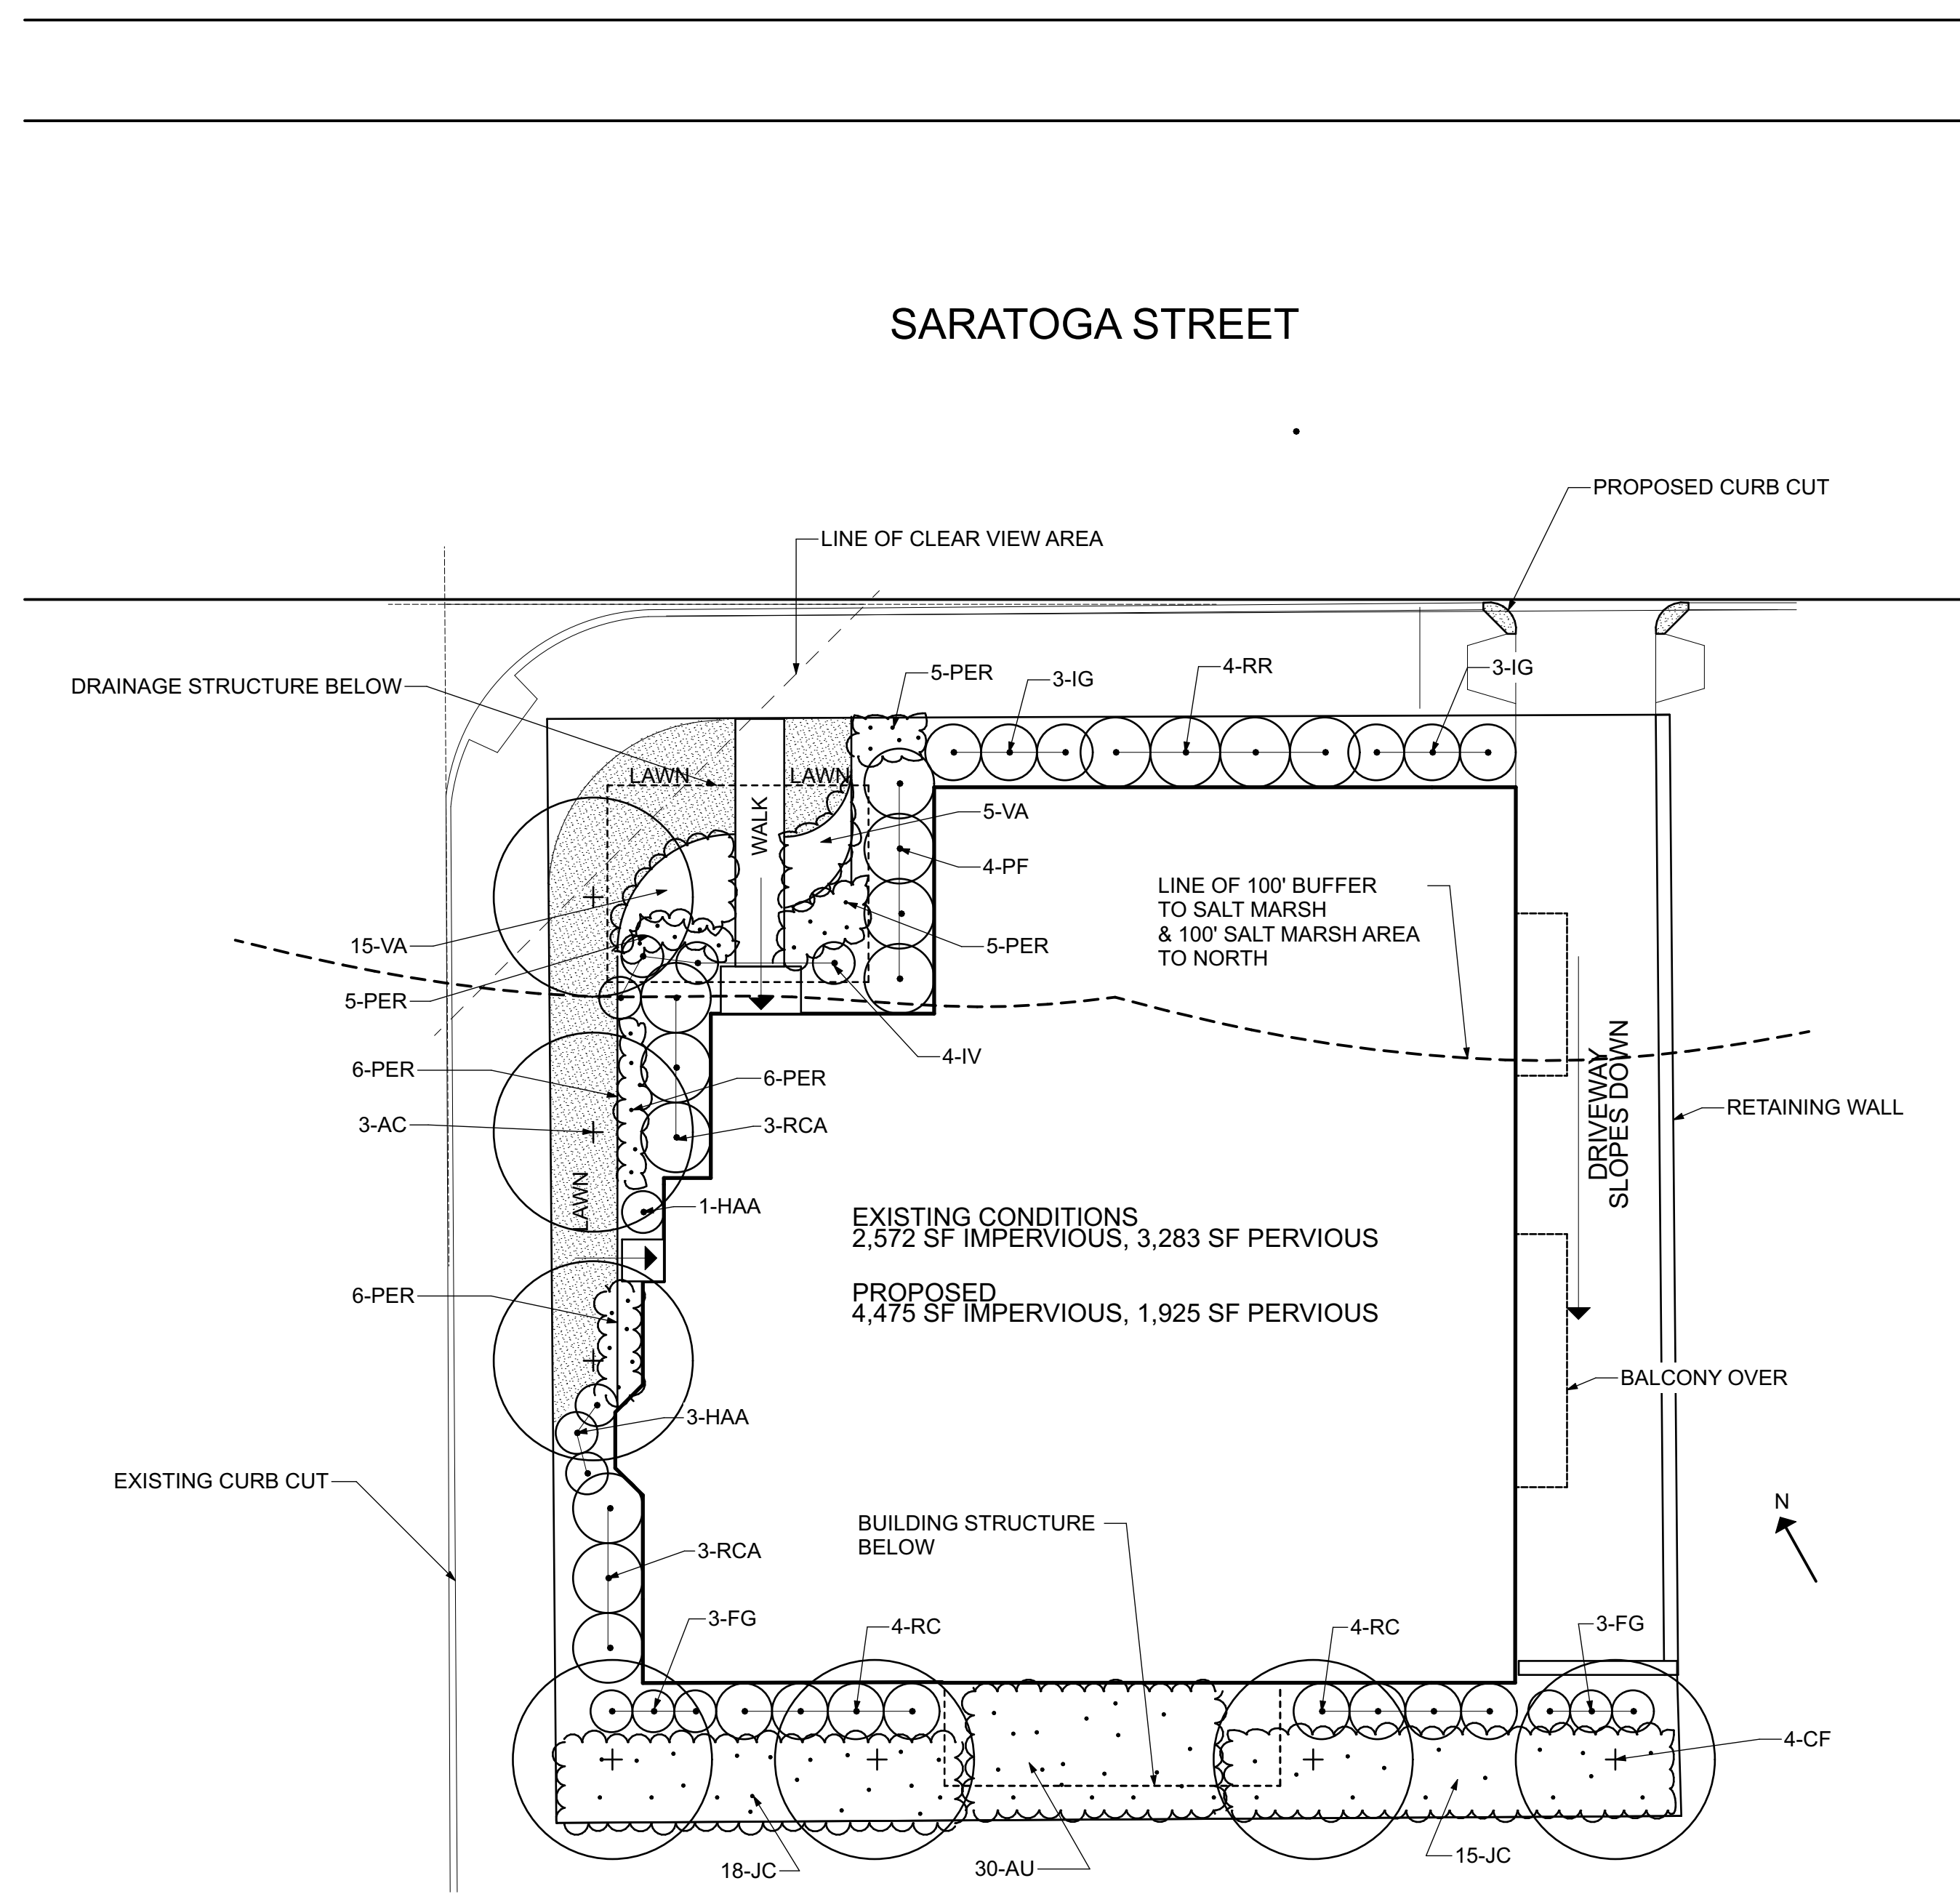 SARATOGA STREET
PROPOSED CURB CUT
LINE OF CLEAR VIEW AREA
DRAINAGE STRUCTURE BELOW
5-PER
3-IG
4-RR
3-IG
LAWN
LAWN
WALK
5-VA
4-PF
LINE OF 100' BUFFER
TO SALT MARSH
& 100' SALT MARSH AREA
TO NORTH
15-VA
5-PER
5-PER
4-IV
6-PER
6-PER
3-AC
3-RCA
DRIVEWAY
SLOPES DOWN
RETAINING WALL
LAWN
1-HAA
EXISTING CONDITIONS
2,572 SF IMPERVIOUS, 3,283 SF PERVIOUS
PROPOSED
4,475 SF IMPERVIOUS, 1,925 SF PERVIOUS
6-PER
BALCONY OVER
3-HAA
EXISTING CURB CUT
N
BUILDING STRUCTURE
BELOW
3-RCA
3-FG
4-RC
4-RC
3-FG
4-CF
18-JC
30-AU
15-JC